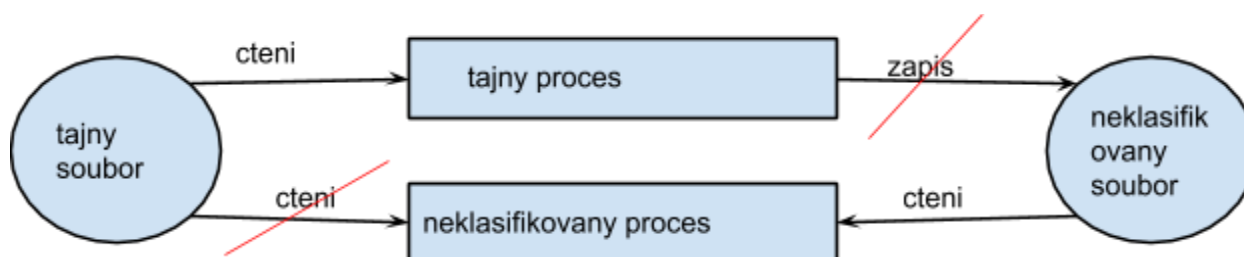 cteni
tajny proces
zapis
tajny
soubor
neklasifik
ovany
soubor
cteni
neklasifikovany proces
cteni